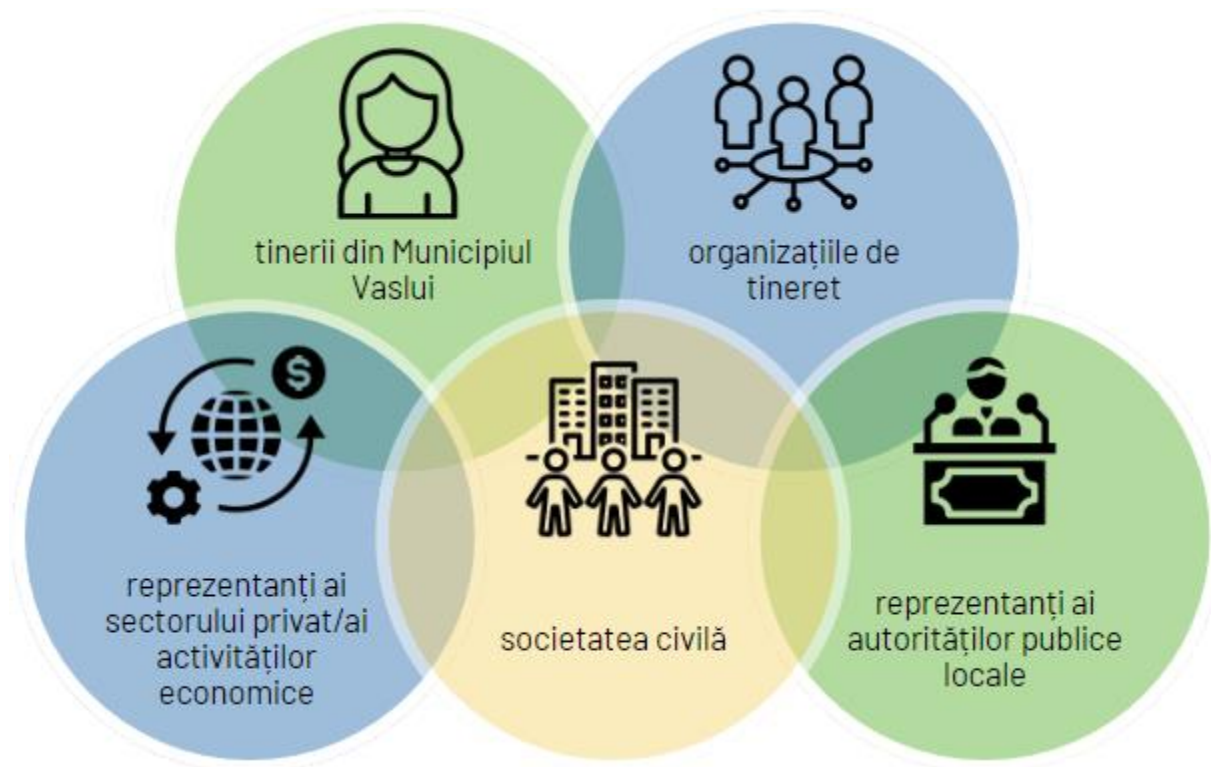 tinerii din Municipiul
Vaslui
organizațiile de
tineret
reprezentanți ai
sectorului privat/ai
activităților
economice
societatea civilă
reprezentanți ai
autorităților publice
locale